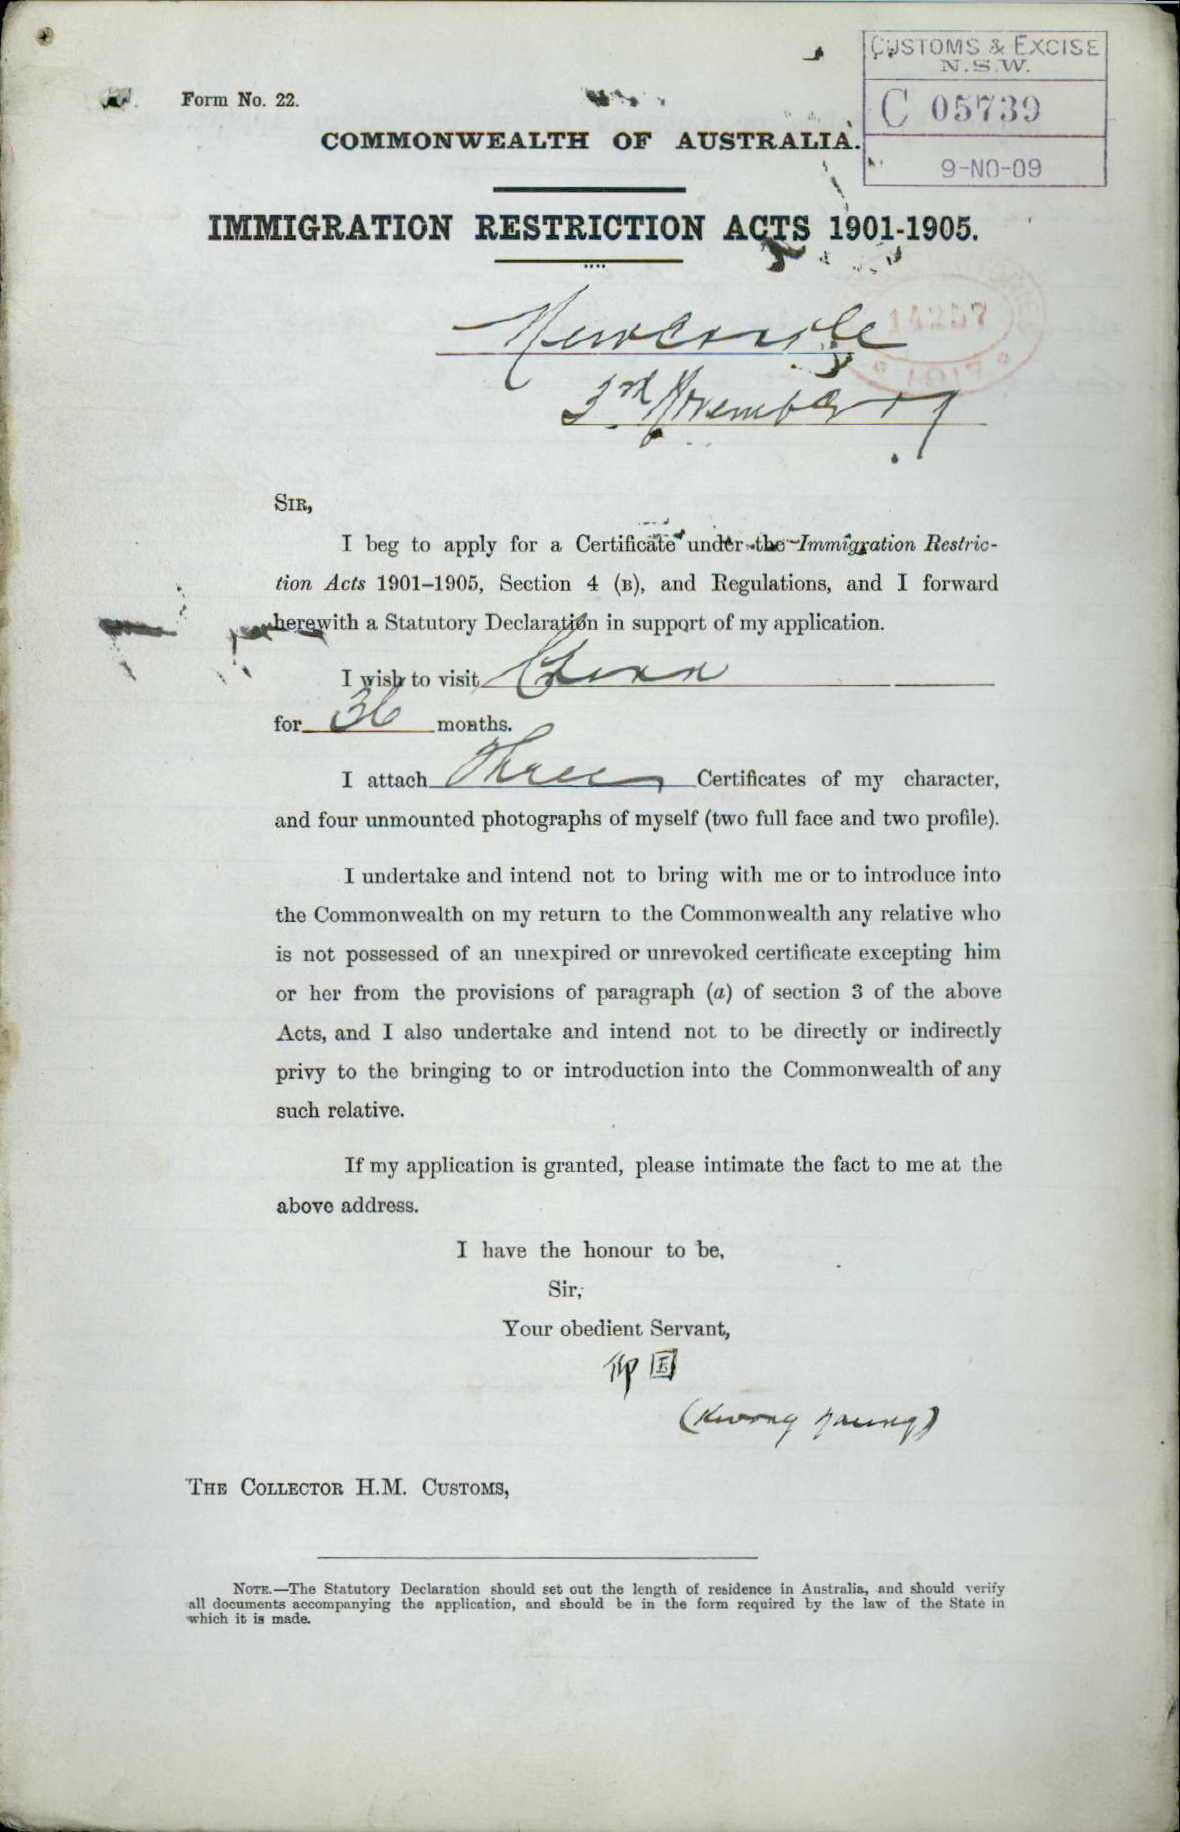 CUSTOMS & EXCISE
N.S.W.
C 05739
9-NO-09
Form No. 22.
COMMONWEALTH OF AUSTRALIA.
IMMIGRATION RESTRICTION ACTS 1901-1905.
14257
1917
Newcastle
3rd November 09
SIR,
I beg to apply for a Certificate under the Immigration Restric-
tion Acts 1901–1905, Section 4 (B), and Regulations, and I forward
herewith a Statutory Declaration in support of my application.
I wish to visit China
for 36 months.
I attach Three Certificates of my character,
and four unmounted photographs of myself (two full face and two profile).
I undertake and intend not to bring with me or to introduce into
the Commonwealth on my return to the Commonwealth any relative who
is not possessed of an unexpired or unrevoked certificate excepting him
or her from the provisions of paragraph (a) of section 3 of the above
Acts, and I also undertake and intend not to be directly or indirectly
privy to the bringing to or introduction into the Commonwealth of any
such relative.
If my application is granted, please intimate the fact to me at the
above address.
I have the honour to be,
Sir,
Your obedient Servant,
仰国
(Kwong Young)
THE COLLECTOR H.M. CUSTOMS,
NOTE.—The Statutory Declaration should set out the length of residence in Australia, and should verify
all documents accompanying the application, and should be in the form required by the law of the State in
which it is made.